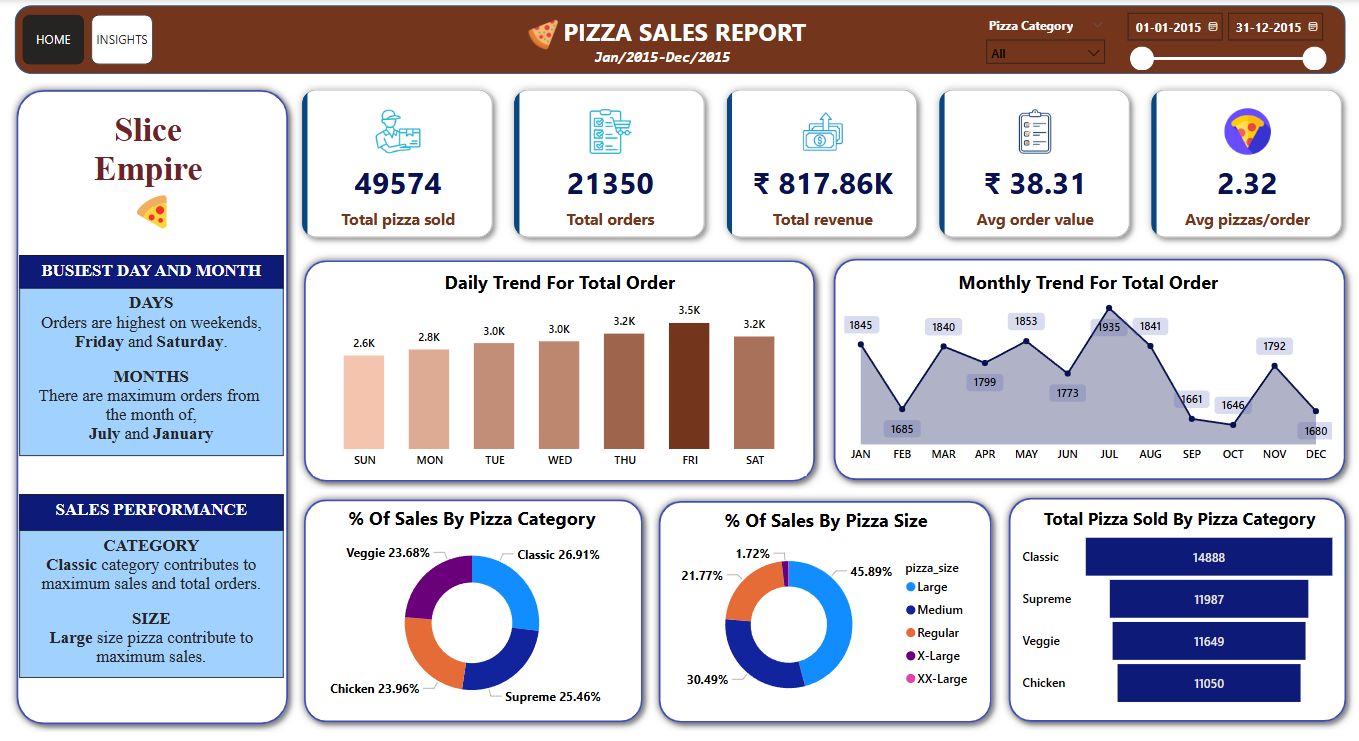 HOME
INSIGHTS
PIZZA SALES REPORT
Jan/2015-Dec/2015
Pizza Category
All
01-01-2015
31-12-2015
Slice
Empire
BUSIEST DAY AND MONTH
DAYS
Orders are highest on weekends,
Friday and Saturday.
MONTHS
There are maximum orders from
the month of,
July and January
SALES PERFORMANCE
CATEGORY
Classic category contributes to
maximum sales and total orders.
SIZE
Large size pizza contribute to
maximum sales.
49574
Total pizza sold
21350
Total orders
₹ 817.86K
Total revenue
₹ 38.31
Avg order value
2.32
Avg pizzas/order
Daily Trend For Total Order
2.6K
2.8K
3.0K
3.0K
3.2K
3.5K
3.2K
SUN
MON
TUE
WED
THU
FRI
SAT
Monthly Trend For Total Order
1845
1685
1840
1799
1853
1773
1935
1841
1661
1646
1792
1680
JAN
FEB
MAR
APR
MAY
JUN
JUL
AUG
SEP
OCT
NOV
DEC
% Of Sales By Pizza Category
Veggie 23.68%
Classic 26.91%
Chicken 23.96%
Supreme 25.46%
% Of Sales By Pizza Size
1.72%
21.77%
45.89%
30.49%
pizza_size
Large
Medium
Regular
X-Large
XX-Large
Total Pizza Sold By Pizza Category
Classic
14888
Supreme
11987
Veggie
11649
Chicken
11050